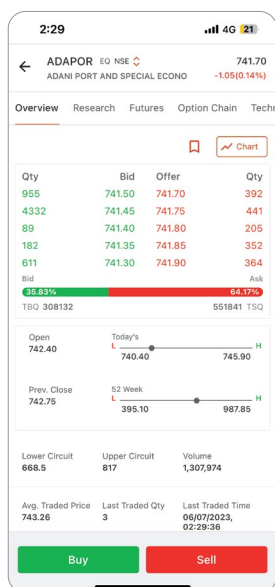 2:29 4G 21
ADAPOR EQ NSE 741.70
ADANI PORT AND SPECIAL ECONO -1.05(0.14%)
Overview Research Futures Option Chain Techn
Chart
Qty Bid Offer Qty
955 741.50 741.70 392
4332 741.45 741.75 441
89 741.40 741.80 205
182 741.35 741.85 352
611 741.30 741.90 364
Bid Ask
35.83% 64.17%
TBQ 308132 551841 TSQ
Open Today's
742.40 L H
740.40 745.90
Prev. Close 52 Week
742.75 L H
395.10 987.85
Lower Circuit Upper Circuit Volume
668.5 817 1,307,974
Avg. Traded Price Last Traded Qty Last Traded Time
743.26 3 06/07/2023,
02:29:36
Buy Sell